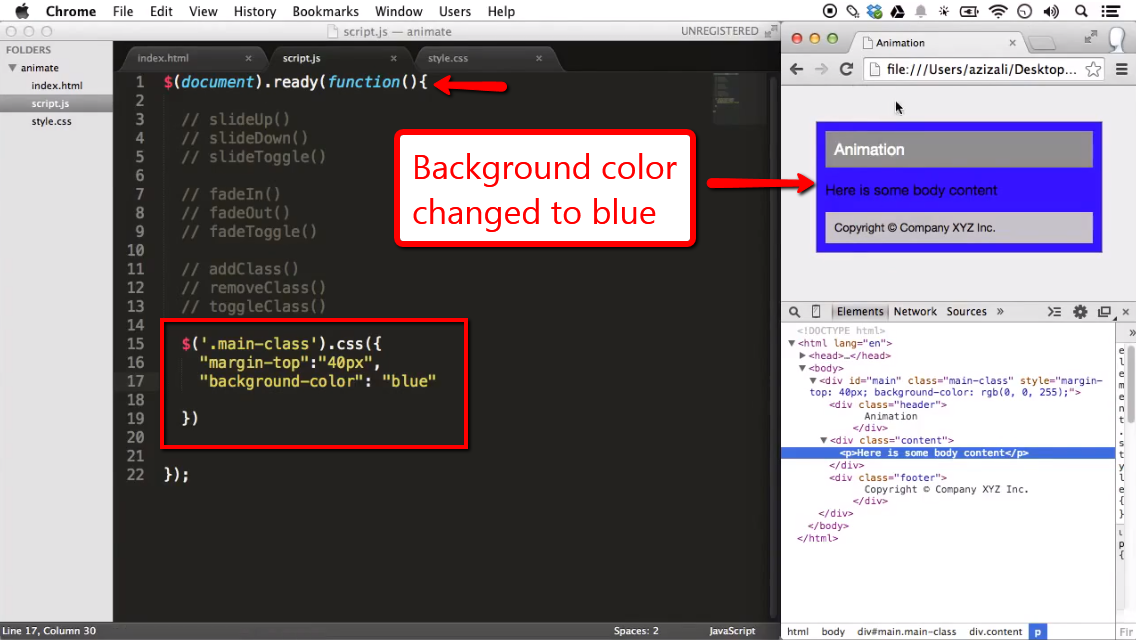 Chrome File Edit View History Bookmarks Window Users Help
script.js — animate
UNREGISTERED
FOLDERS
animate
index.html
script.js
style.css
index.html × script.js × style.css ×
1 $(document).ready(function(){
2
3 // slideUp()
4 // slideDown()
5 // slideToggle()
6
7 // fadeIn()
8 // fadeOut()
9 // fadeToggle()
10
11 // addClass()
12 // removeClass()
13 // toggleClass()
14
15 $('.main-class').css({
16 "margin-top":"40px",
17 "background-color": "blue"
18
19 })
20
21
22 });
Background color
changed to blue
Line 17, Column 30
Spaces: 2
JavaScript
Animation ×
file:///Users/azizali/Desktop...
Animation
Here is some body content
Copyright © Company XYZ Inc.
Elements Network Sources » ×
<!DOCTYPE html>
<html lang="en">
<head>…</head>
<body>
<div id="main" class="main-class" style="margin-
top: 40px; background-color: rgb(0, 0, 255);">
<div class="header">
Animation
</div>
<div class="content">
<p>Here is some body content</p>
</div>
<div class="footer">
Copyright © Company XYZ Inc.
</div>
</div>
</body>
</html>
html body div#main.main-class div.content p